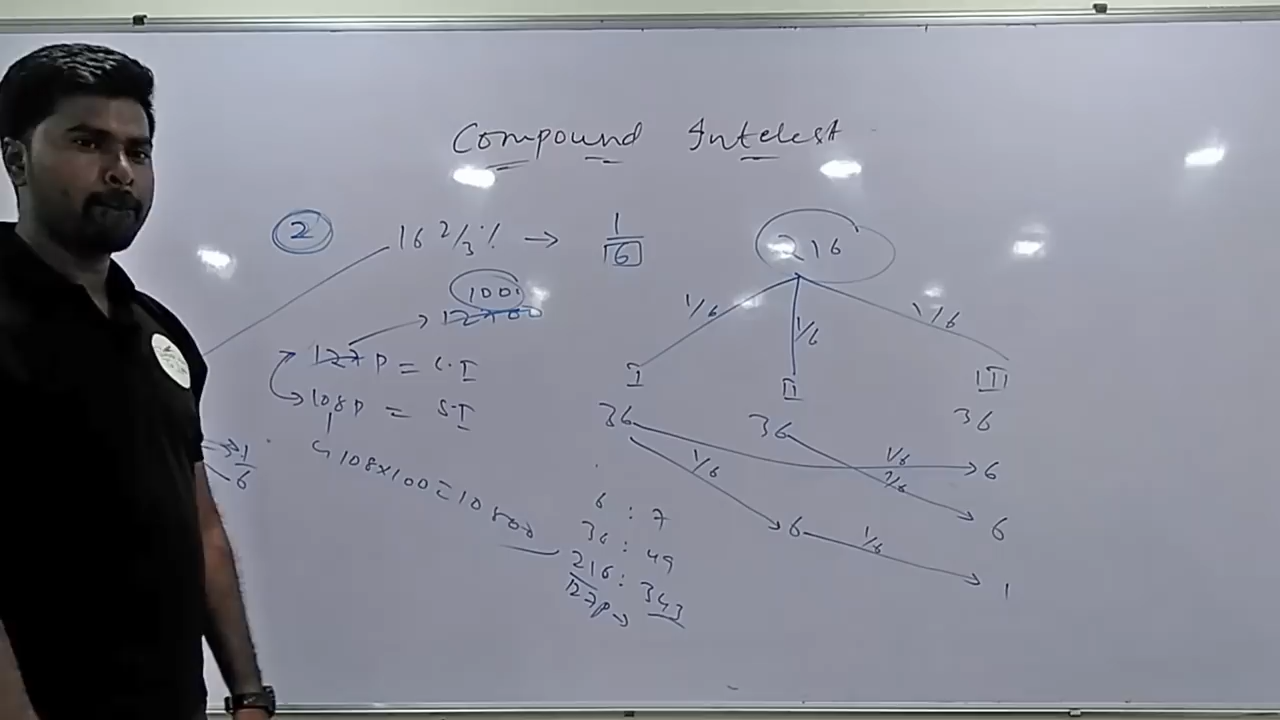 Compound Interest
2
16 2/3 % → 1/6
100
12700
127P = C.I
108P = S.I
108×100=10800
1/6
6 : 7
36 : 49
216 : 343
127P
216
1/6 1/6 1/6
I II III
36 36 36
1/6 6
1/6 1/6
6 6
1/6
1